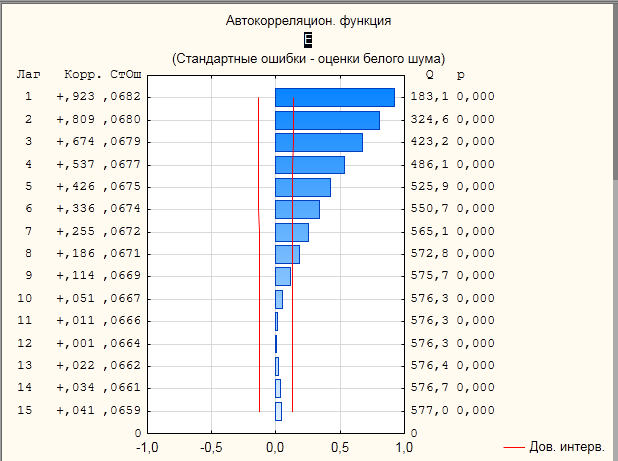 Автокорреляцион. функция
E
(Стандартные ошибки - оценки белого шума)
Лаг Корр. СтОш Q p
1 +,923 ,0682 183,1 0,000
2 +,809 ,0680 324,6 0,000
3 +,674 ,0679 423,2 0,000
4 +,537 ,0677 486,1 0,000
5 +,426 ,0675 525,9 0,000
6 +,336 ,0674 550,7 0,000
7 +,255 ,0672 565,1 0,000
8 +,186 ,0671 572,8 0,000
9 +,114 ,0669 575,7 0,000
10 +,051 ,0667 576,3 0,000
11 +,011 ,0666 576,3 0,000
12 +,001 ,0664 576,3 0,000
13 +,022 ,0662 576,4 0,000
14 +,034 ,0661 576,7 0,000
15 +,041 ,0659 577,0 0,000
0 0
-1,0 -0,5 0,0 0,5 1,0
Дов. интерв.